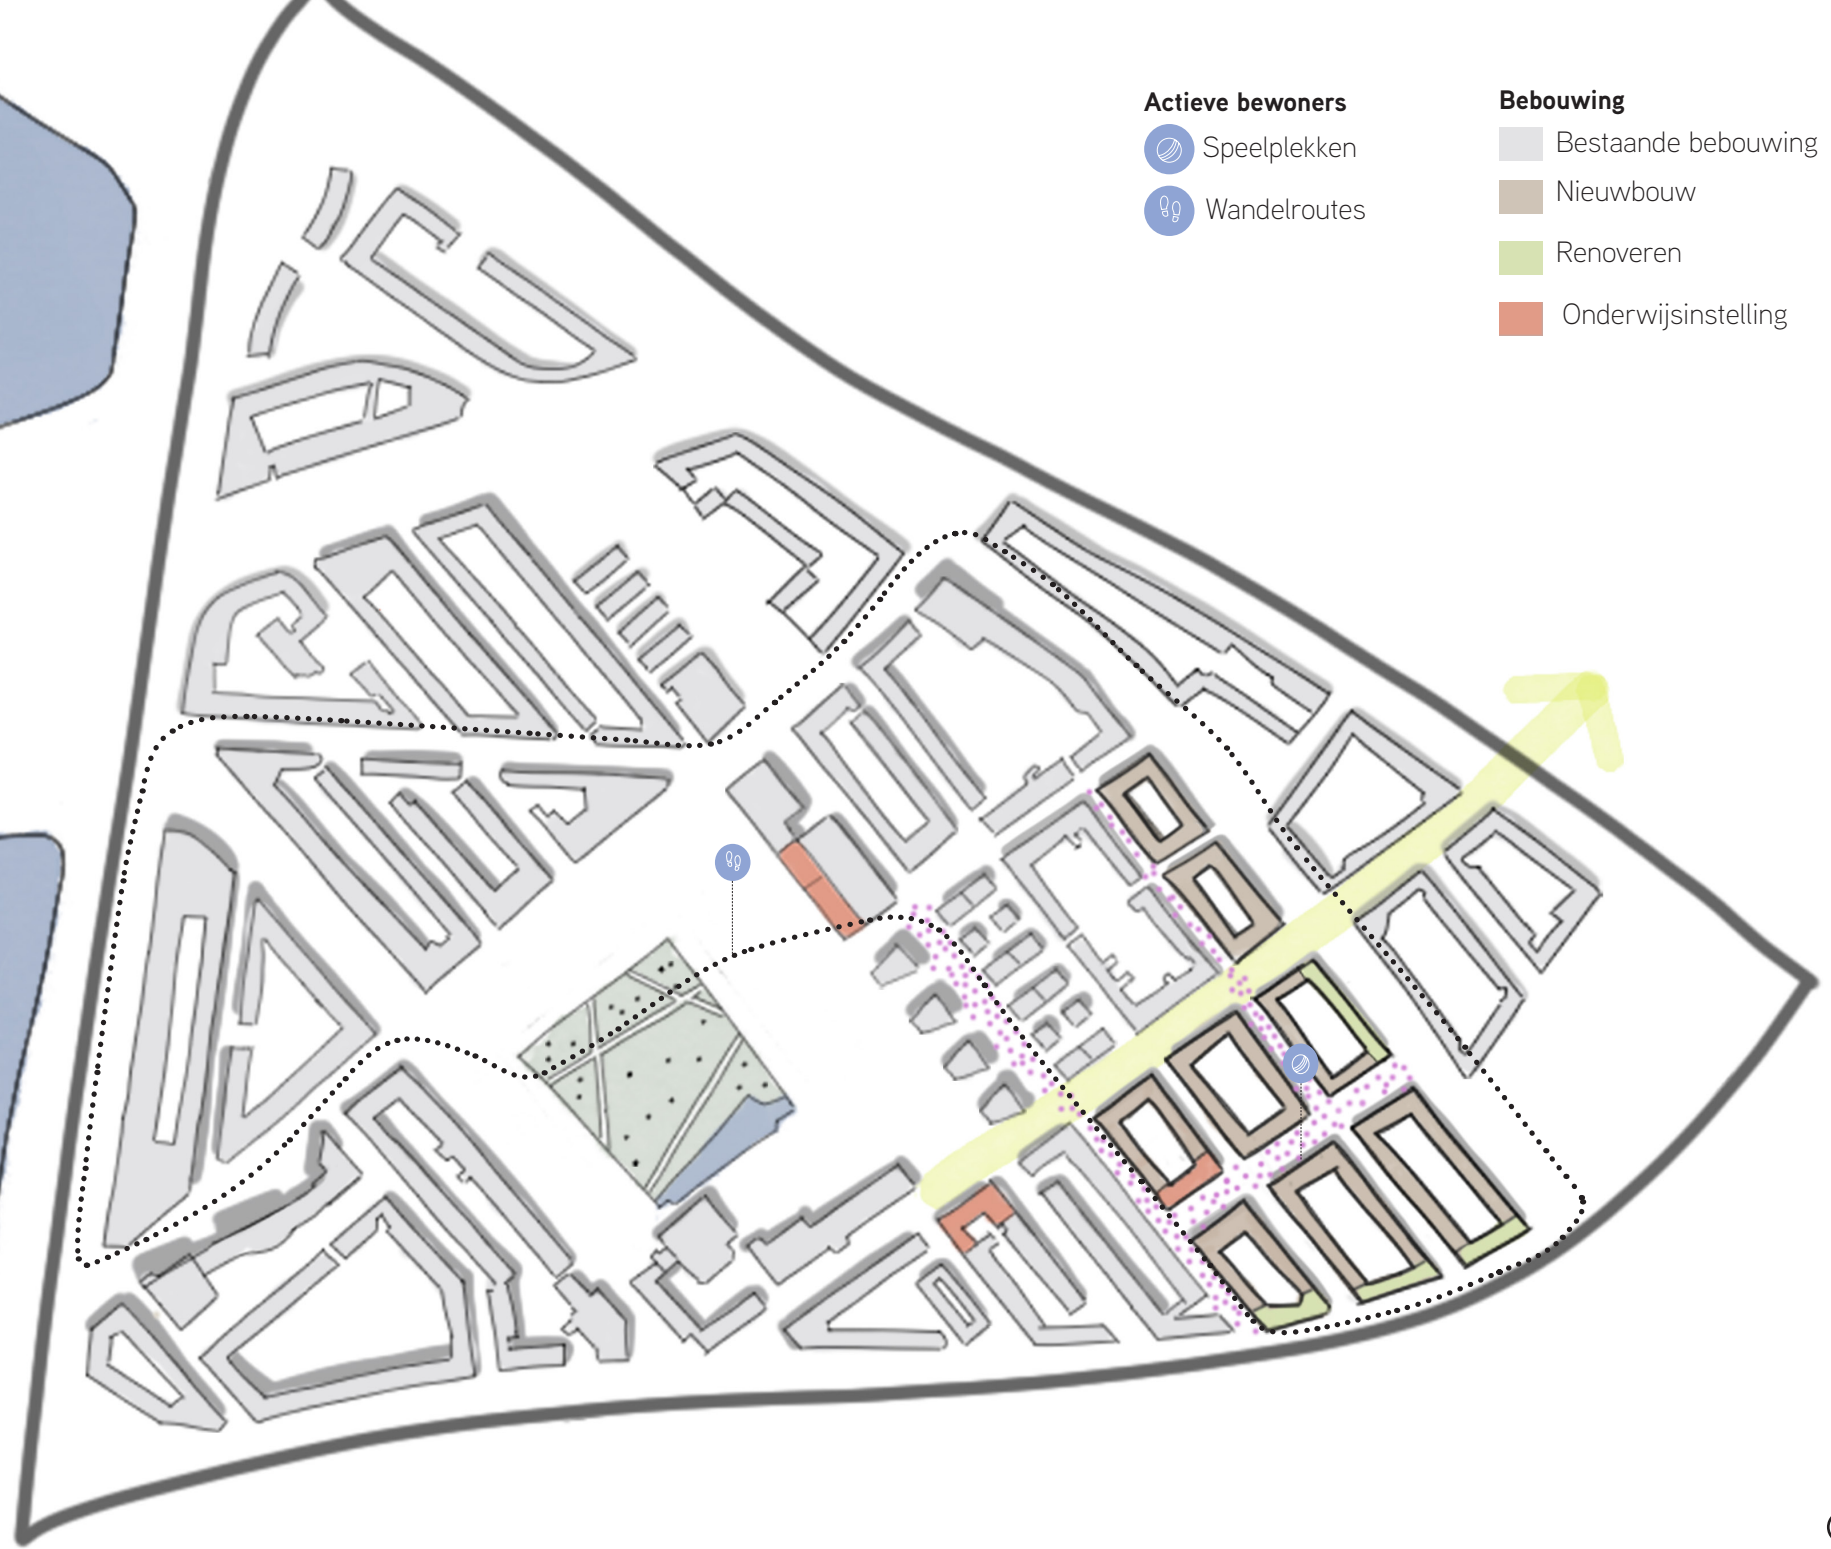 Actieve bewoners
Speelplekken
Wandelroutes
Bebouwing
Bestaande bebouwing
Nieuwbouw
Renoveren
Onderwijsinstelling